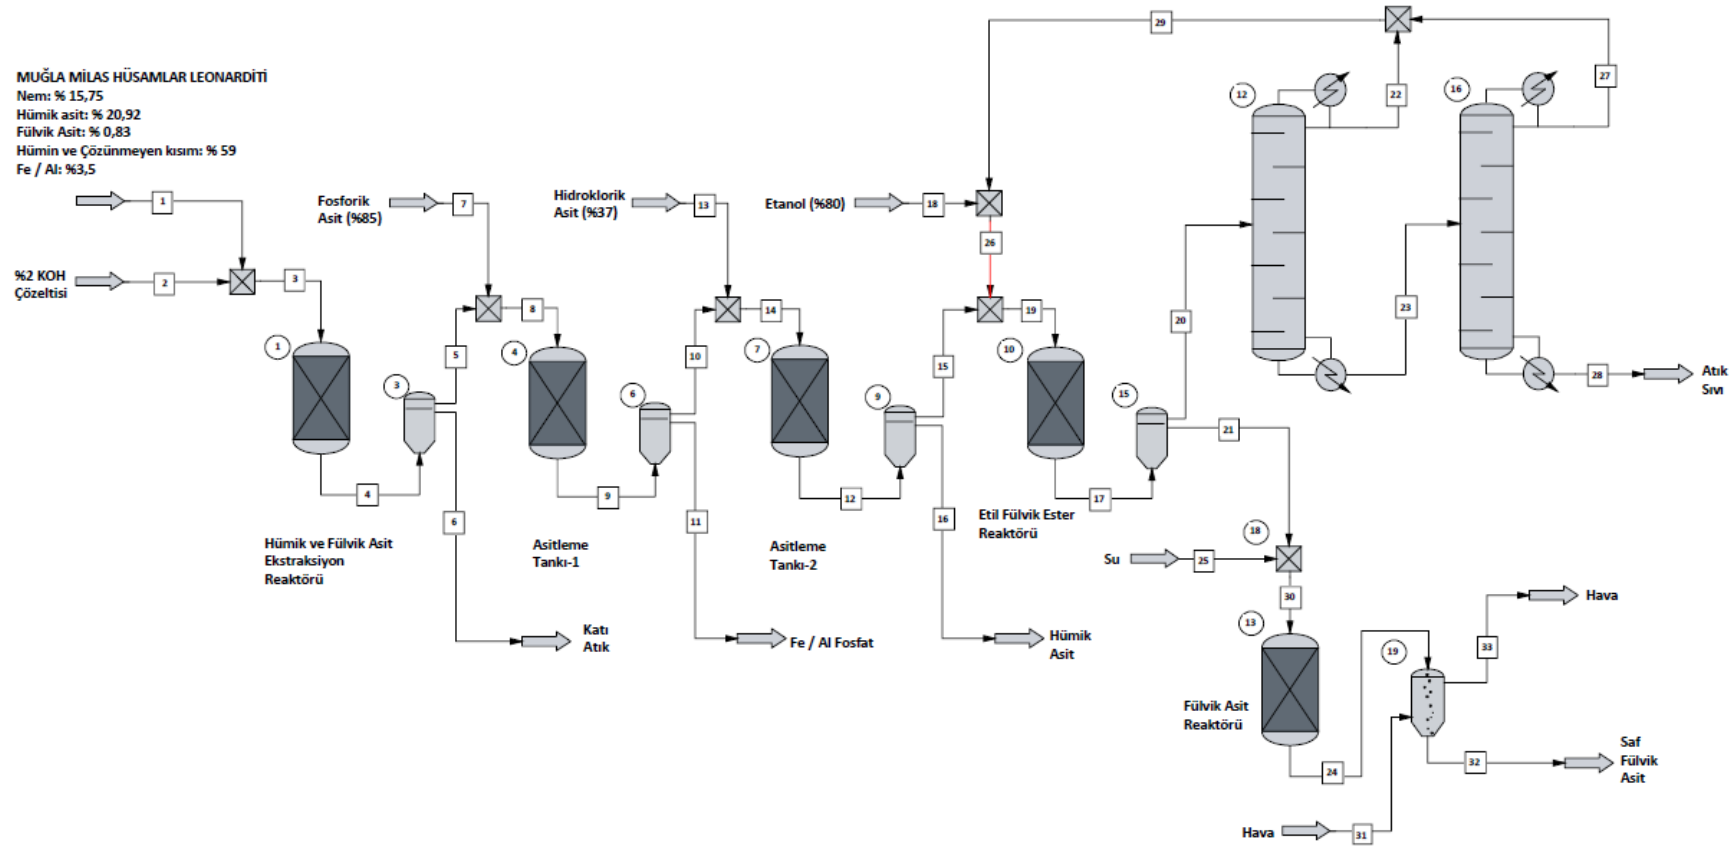 MUĞLA MİLAS HÜSAMLAR LEONARDİTİ
Nem: % 15,75
Hümik asit: % 20,92
Fülvik Asit: % 0,83
Hümin ve Çözünmeyen kısım: % 59
Fe / Al: %3,5
1
%2 KOH
Çözeltisi
2
3
1
Hümik ve Fülvik Asit
Ekstraksiyon
Reaktörü
4
3
5
6
Katı
Atık
Fosforik
Asit (%85)
7
8
4
Asitleme
Tankı-1
9
6
10
11
Fe / Al Fosfat
Hidroklorik
Asit (%37)
13
14
7
Asitleme
Tankı-2
12
9
15
16
Hümik
Asit
Etanol (%80)
18
29
26
19
10
Etil Fülvik Ester
Reaktörü
17
15
20
21
12
22
23
16
27
28
Atık
Sıvı
Su
25
18
30
13
Fülvik Asit
Reaktörü
24
19
33
Hava
32
Saf
Fülvik
Asit
Hava
31